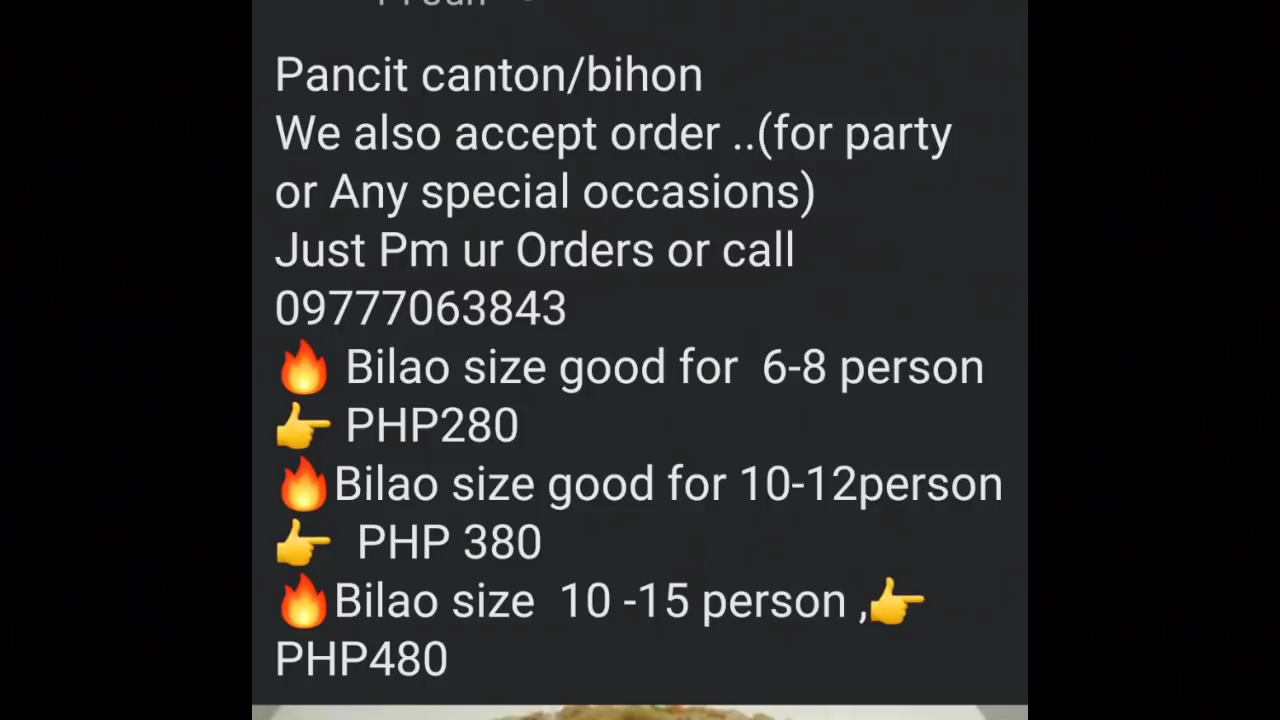 Pancit canton/bihon
We also accept order ..(for party
or Any special occasions)
Just Pm ur Orders or call
09777063843
🔥 Bilao size good for  6-8 person
👉 PHP280
🔥Bilao size good for 10-12person
👉  PHP 380
🔥Bilao size  10 -15 person ,👉
PHP480